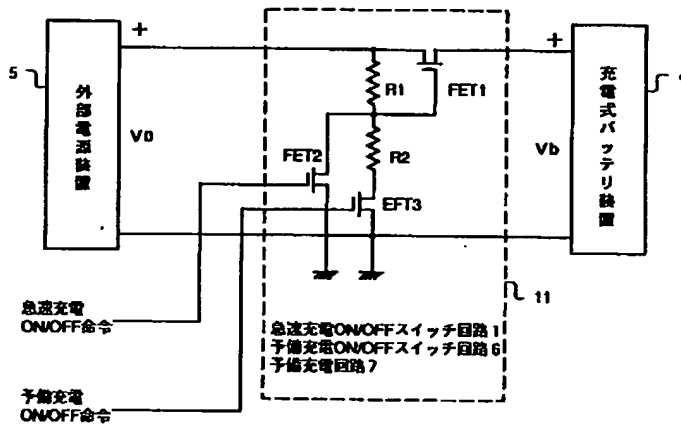 5
外部電源装置
+
Va
R1
FET1
FET2
R2
EFT3
+
Vb
充電式バッテリ装置
11
急速充電
ON/OFF命令
急速充電ON/OFFスイッチ回路1
予備充電ON/OFFスイッチ回路6
予備充電回路7
予備充電
ON/OFF命令